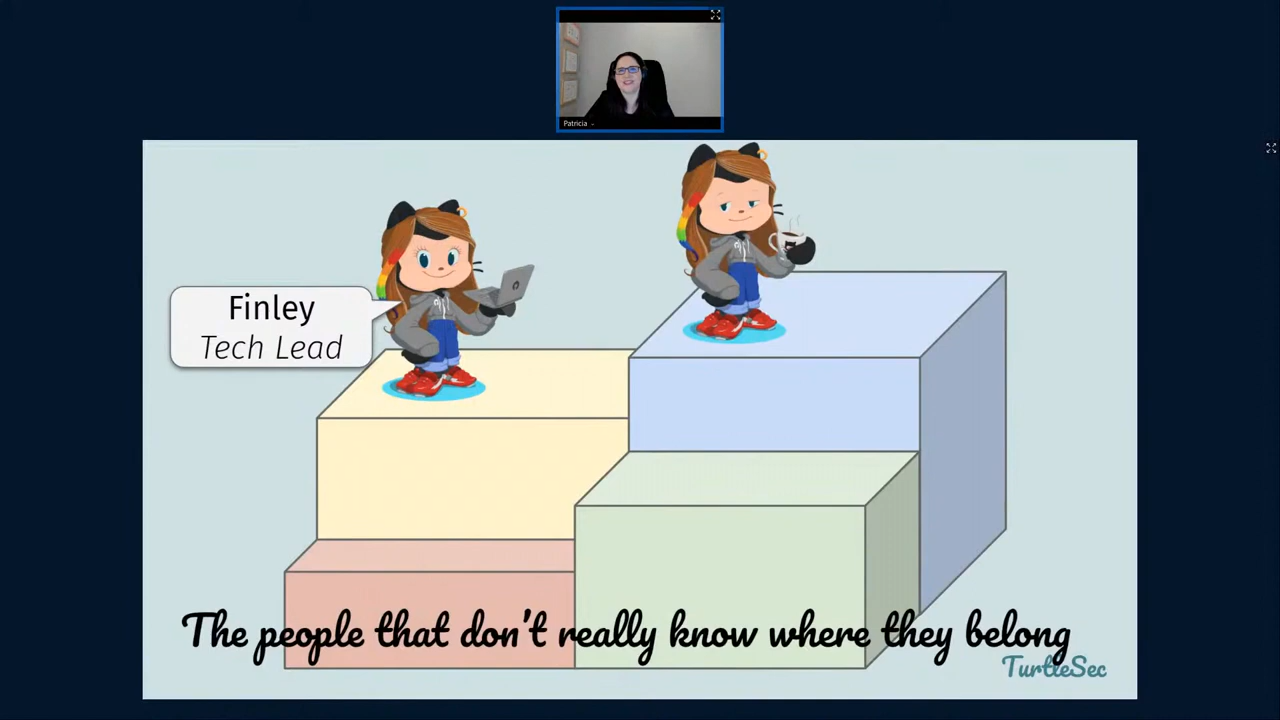 Patricia
Finley
Tech Lead
The people that don't really know where they belong
TurtleSec